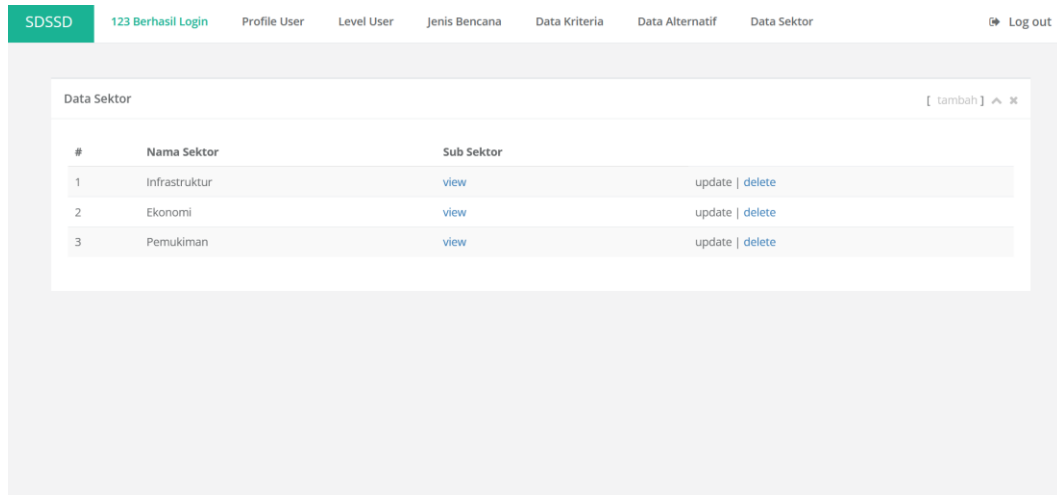 SDSSD 123 Berhasil Login Profile User Level User Jenis Bencana Data Kriteria Data Alternatif Data Sektor Log out
Data Sektor [ tambah ]
# Nama Sektor Sub Sektor
1 Infrastruktur view update | delete
2 Ekonomi view update | delete
3 Pemukiman view update | delete